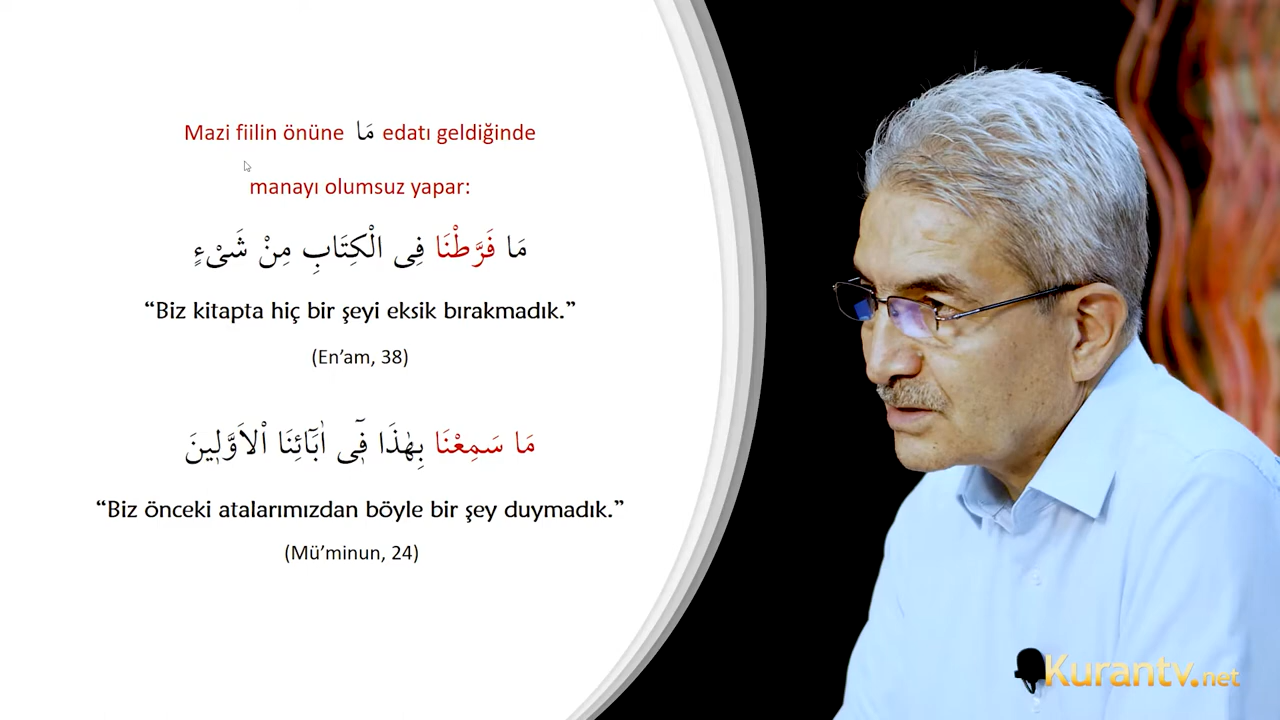 Mazi fiilin önüne مَا edatı geldiğinde
manayı olumsuz yapar:
مَا فَرَّطْنَا فِى الْكِتَابِ مِنْ شَىْءٍ
“Biz kitapta hiç bir şeyi eksik bırakmadık.”
(En’am, 38)
مَا سَمِعْنَا بِهٰذَا فٖٓى اٰبَٓائِنَا الْاَوَّلٖينَ
“Biz önceki atalarımızdan böyle bir şey duymadık.”
(Mü’minun, 24)
Kurantv.net